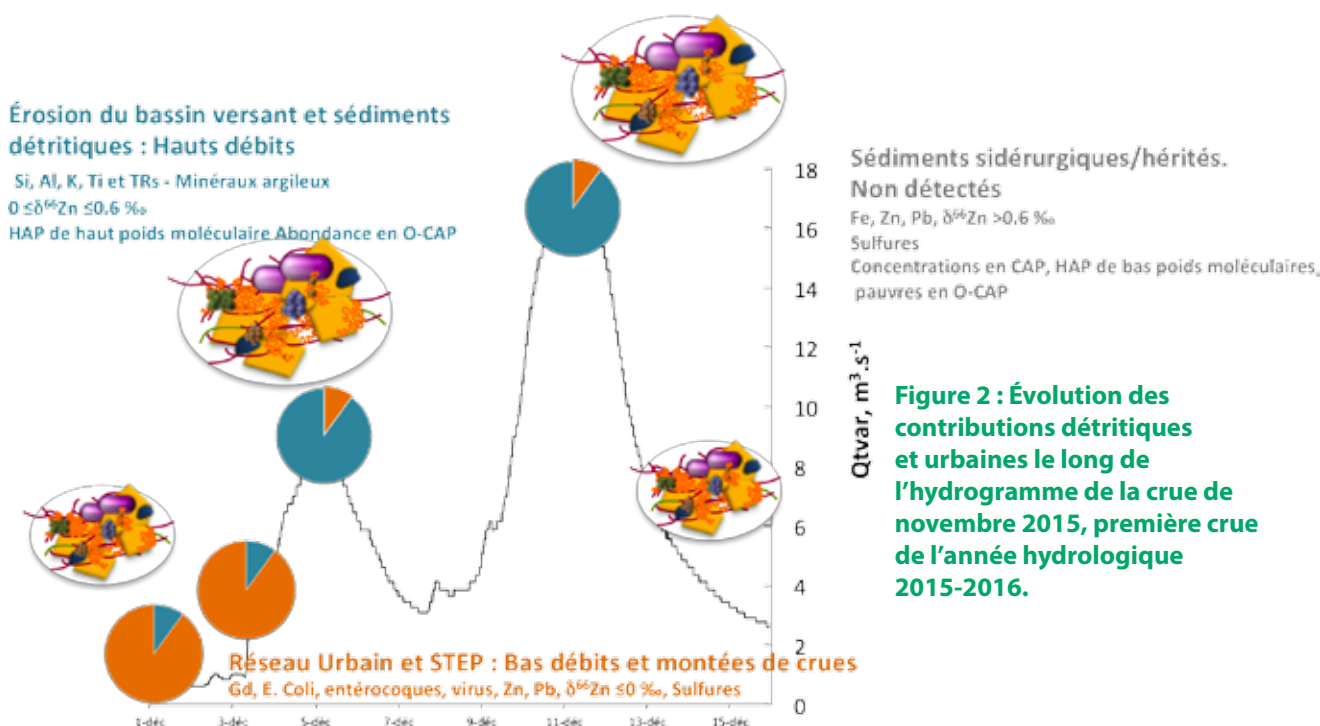 Érosion du bassin versant et sédiments
détritiques : Hauts débits
Si, Al, K, Ti et TRs - Minéraux argileux
0 ≤δ⁶⁶Zn ≤0.6 ‰
HAP de haut poids moléculaire Abondance en O-CAP
Sédiments sidérurgiques/hérités.
Non détectés
Fe, Zn, Pb, δ⁶⁶Zn >0.6 ‰
Sulfures
Concentrations en CAP, HAP de bas poids moléculaires,
pauvres en O-CAP
18
16
14
12
10
8
6
4
2
0
Qtvar, m³.s⁻¹
Figure 2 : Évolution des
contributions détritiques
et urbaines le long de
l’hydrogramme de la crue de
novembre 2015, première crue
de l’année hydrologique
2015-2016.
Réseau Urbain et STEP : Bas débits et montées de crues
Gd, E. Coli, entérocoques, virus, Zn, Pb, δ⁶⁶Zn ≤0 ‰, Sulfures
1-déc 3-déc 5-déc 7-déc 9-déc 11-déc 13-déc 15-déc